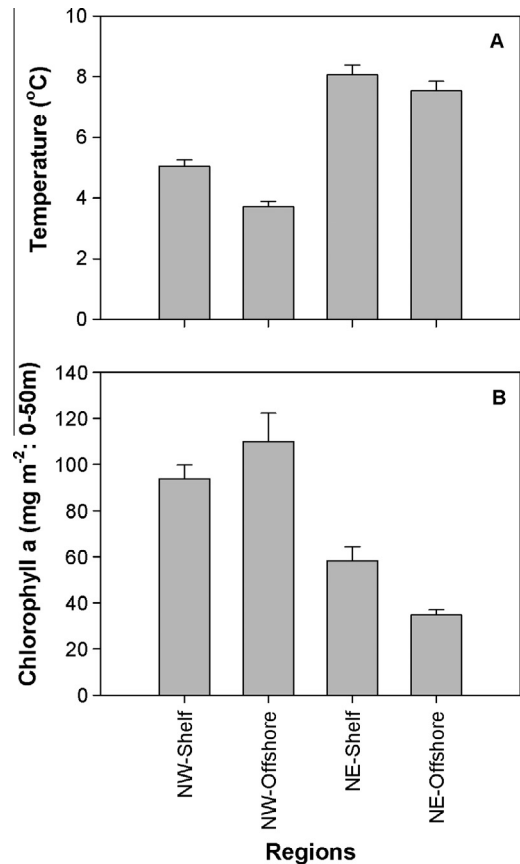 A
Temperature (°C)
10
8
6
4
2
0
B
Chlorophyll a (mg m⁻²: 0-50m)
140
120
100
80
60
40
20
0
NW-Shelf
NW-Offshore
NE-Shelf
NE-Offshore
Regions